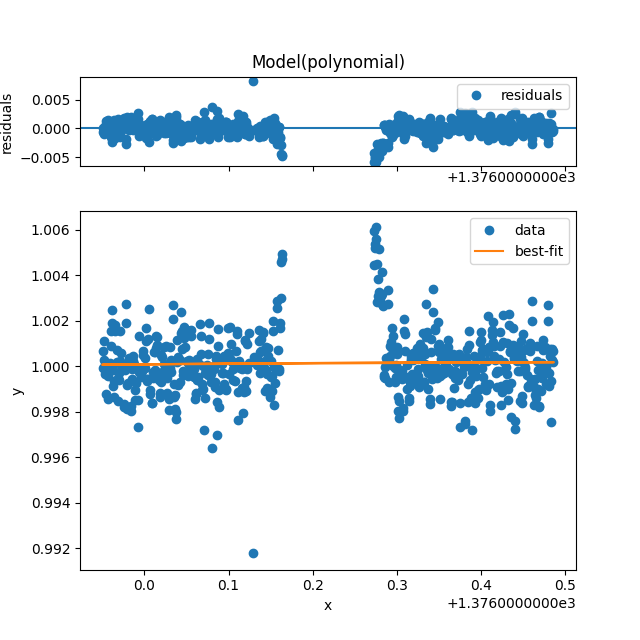 Model(polynomial)
residuals
0.005
0.000
−0.005
residuals
+1.3760000000e3
1.006
1.004
1.002
1.000
0.998
0.996
0.994
0.992
y
data
best-fit
0.0 0.1 0.2 0.3 0.4 0.5
x
+1.3760000000e3